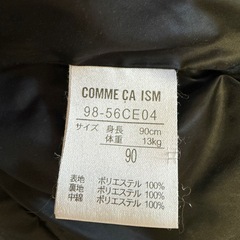 COMME ÇA ISM
98-56CE04
サイズ 身長 90cm
体重 13kg
90
表地 ポリエステル 100%
裏地 ポリエステル 100%
中綿 ポリエステル 100%